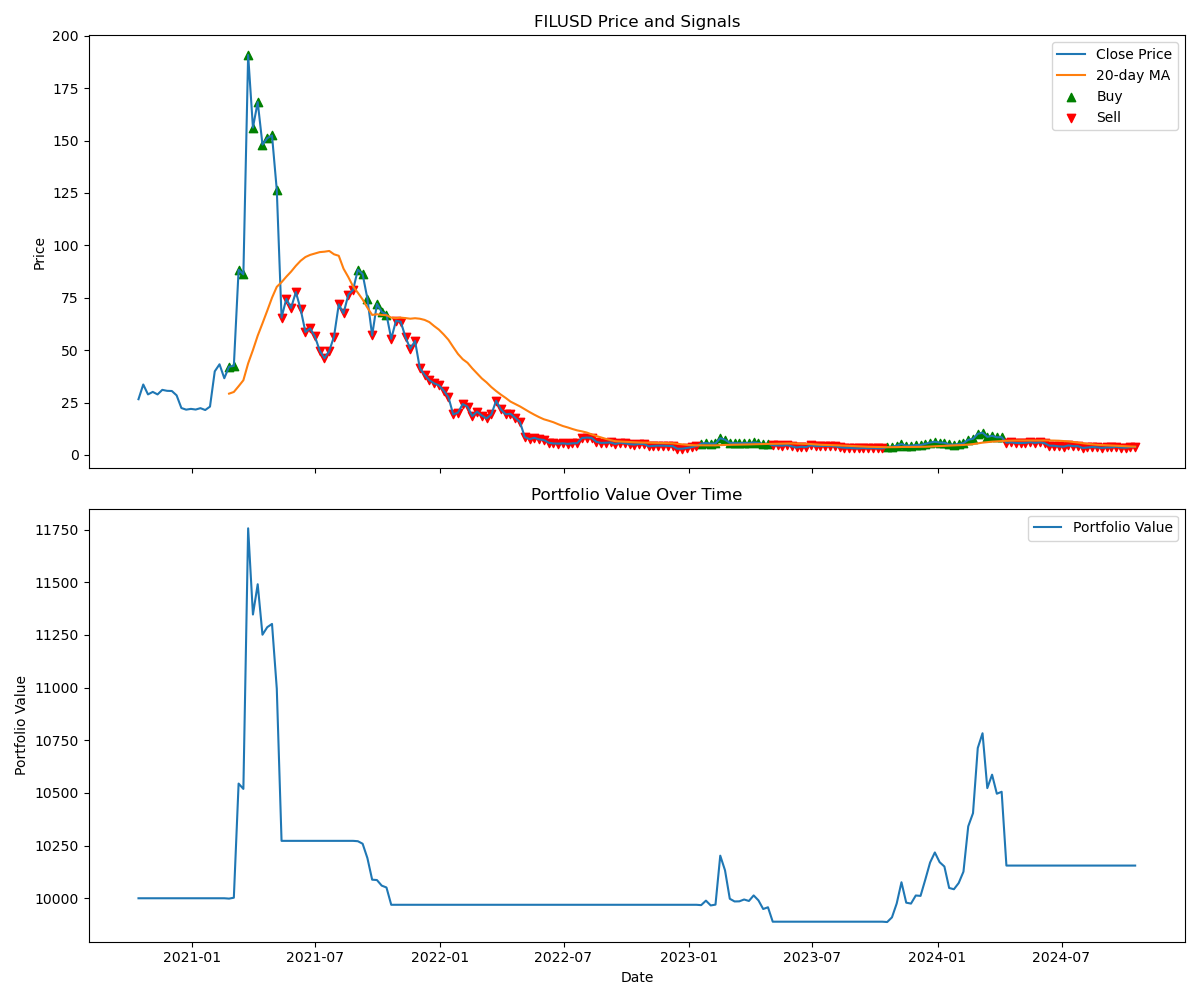 FILUSD Price and Signals
200
175
150
125
100
75
50
25
0
Price
Close Price
20-day MA
Buy
Sell
Portfolio Value Over Time
11750
11500
11250
11000
10750
10500
10250
10000
Portfolio Value
Portfolio Value
2021-01 2021-07 2022-01 2022-07 2023-01 2023-07 2024-01 2024-07
Date